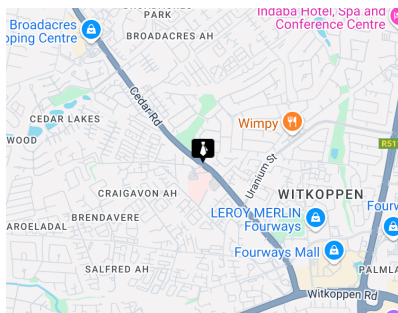 PARK
BROADACRES AH
Indaba Hotel, Spa and
Conference Centre
Broadacres
pping Centre
Cedar Rd
CEDAR LAKES
WOOD
Wimpy
R51
Uranium St
CRAIGAVON AH
WITKOPPEN
BRENDAVERE
AROELADAL
LEROY MERLIN
Fourways
Fourw
Fourways Mall
SALFRED AH
PALMLA
Witkoppen Rd